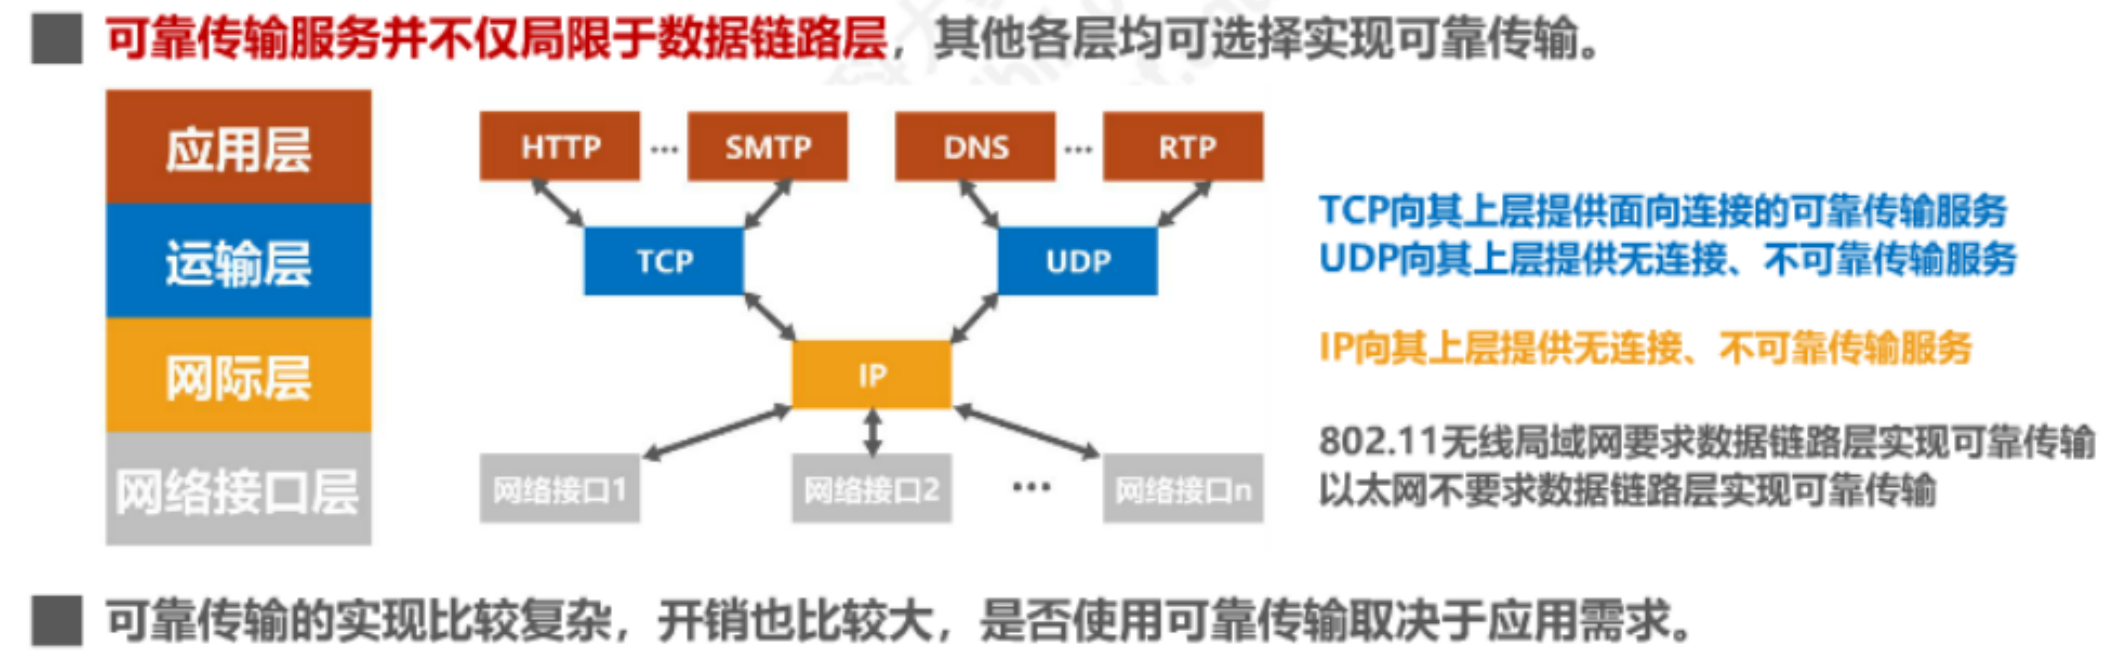 可靠传输服务并不仅局限于数据链路层，其他各层均可选择实现可靠传输。
应用层
HTTP … SMTP DNS … RTP
运输层
TCP UDP
TCP向其上层提供面向连接的可靠传输服务
UDP向其上层提供无连接、不可靠传输服务
网际层
IP
IP向其上层提供无连接、不可靠传输服务
网络接口层
网络接口1 网络接口2 … 网络接口n
802.11无线局域网要求数据链路层实现可靠传输
以太网不要求数据链路层实现可靠传输
可靠传输的实现比较复杂，开销也比较大，是否使用可靠传输取决于应用需求。